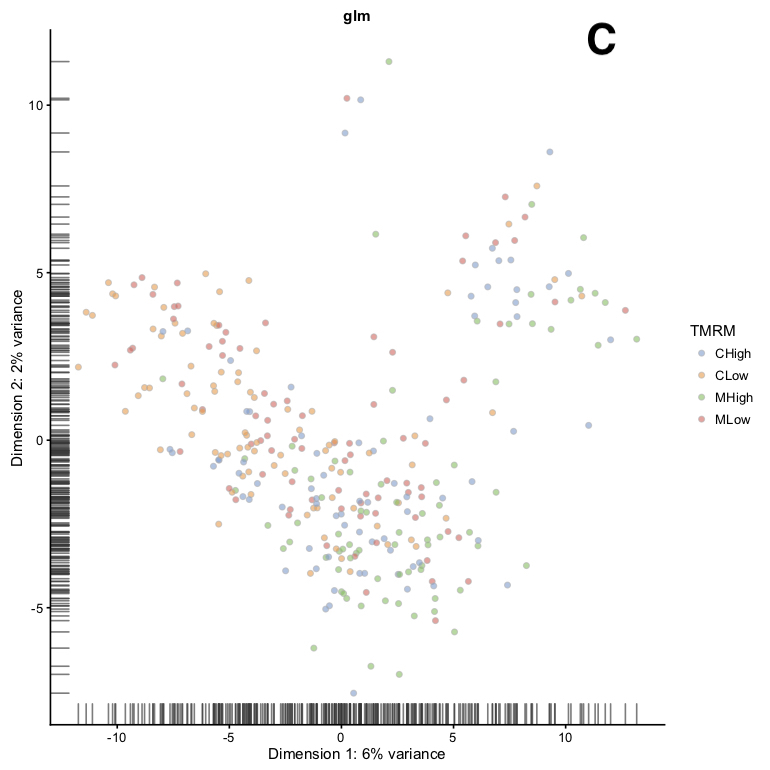 glm
C
10
5
0
-5
Dimension 2: 2% variance
-10
-5
0
5
10
Dimension 1: 6% variance
TMRM
CHigh
CLow
MHigh
MLow